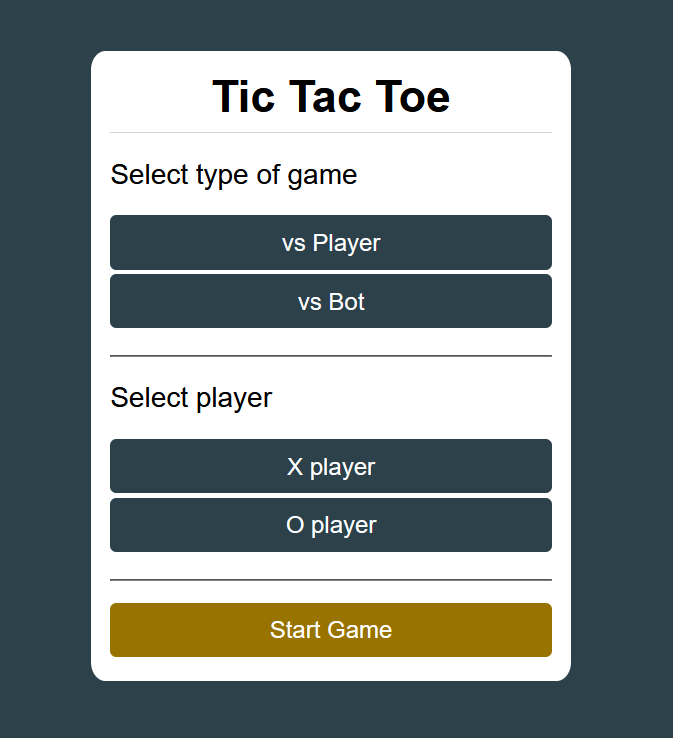 Tic Tac Toe
Select type of game
vs Player
vs Bot
Select player
X player
O player
Start Game